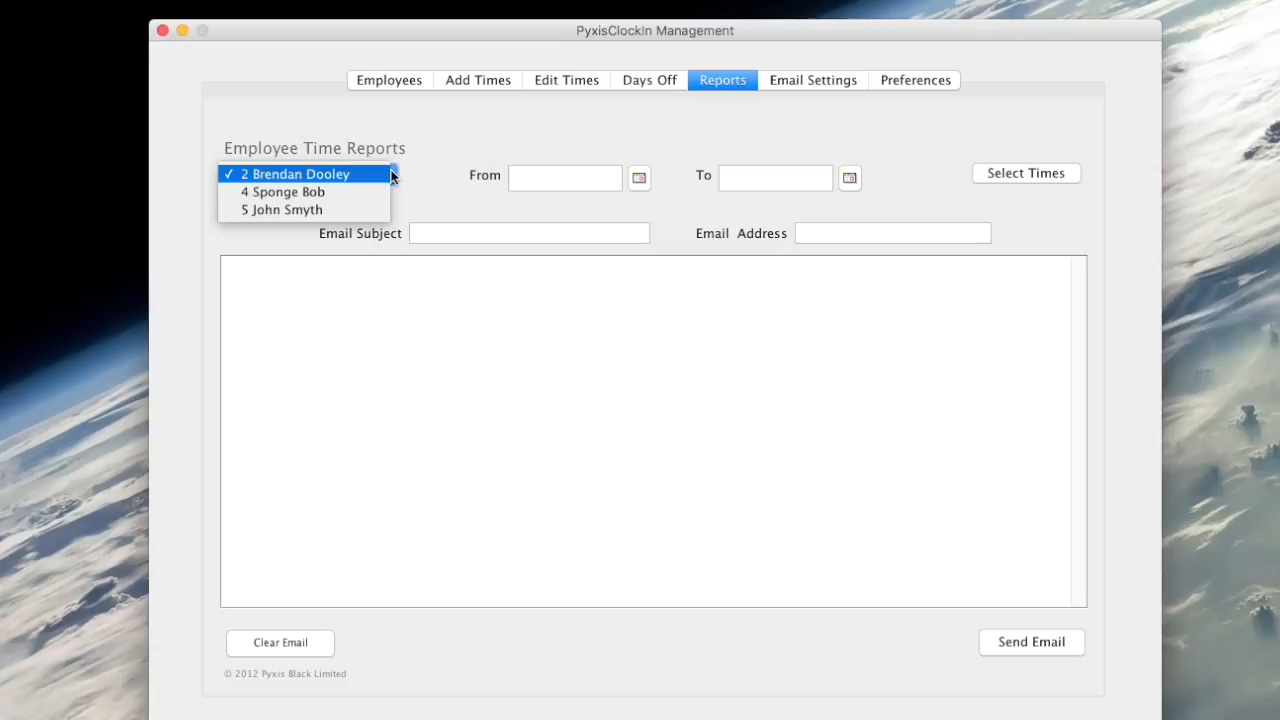 PyxisClockIn Management
Employees Add Times Edit Times Days Off Reports Email Settings Preferences
Employee Time Reports
✓ 2 Brendan Dooley
4 Sponge Bob
5 John Smyth
From To Select Times
Email Subject Email Address
Clear Email Send Email
© 2012 Pyxis Black Limited